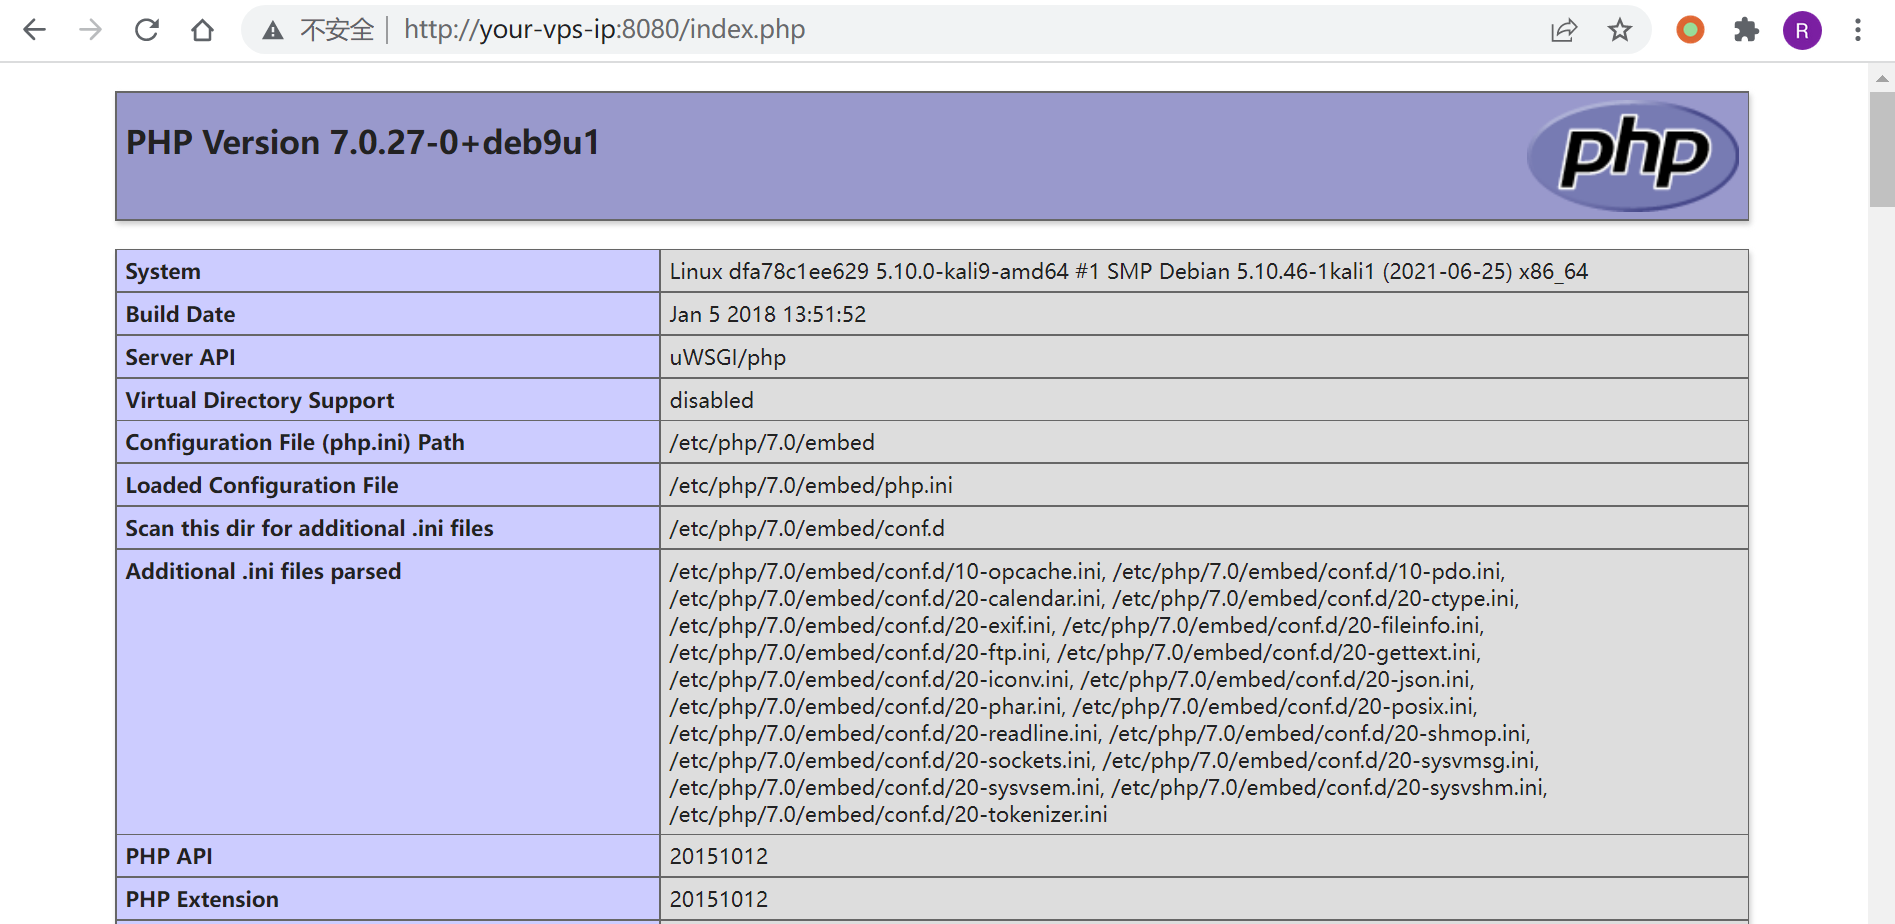 不安全 | http://your-vps-ip:8080/index.php
R
PHP Version 7.0.27-0+deb9u1
php
System Linux dfa78c1ee629 5.10.0-kali9-amd64 #1 SMP Debian 5.10.46-1kali1 (2021-06-25) x86_64
Build Date Jan 5 2018 13:51:52
Server API uWSGI/php
Virtual Directory Support disabled
Configuration File (php.ini) Path /etc/php/7.0/embed
Loaded Configuration File /etc/php/7.0/embed/php.ini
Scan this dir for additional .ini files /etc/php/7.0/embed/conf.d
Additional .ini files parsed /etc/php/7.0/embed/conf.d/10-opcache.ini, /etc/php/7.0/embed/conf.d/10-pdo.ini,
/etc/php/7.0/embed/conf.d/20-calendar.ini, /etc/php/7.0/embed/conf.d/20-ctype.ini,
/etc/php/7.0/embed/conf.d/20-exif.ini, /etc/php/7.0/embed/conf.d/20-fileinfo.ini,
/etc/php/7.0/embed/conf.d/20-ftp.ini, /etc/php/7.0/embed/conf.d/20-gettext.ini,
/etc/php/7.0/embed/conf.d/20-iconv.ini, /etc/php/7.0/embed/conf.d/20-json.ini,
/etc/php/7.0/embed/conf.d/20-phar.ini, /etc/php/7.0/embed/conf.d/20-posix.ini,
/etc/php/7.0/embed/conf.d/20-readline.ini, /etc/php/7.0/embed/conf.d/20-shmop.ini,
/etc/php/7.0/embed/conf.d/20-sockets.ini, /etc/php/7.0/embed/conf.d/20-sysvmsg.ini,
/etc/php/7.0/embed/conf.d/20-sysvsem.ini, /etc/php/7.0/embed/conf.d/20-sysvshm.ini,
/etc/php/7.0/embed/conf.d/20-tokenizer.ini
PHP API 20151012
PHP Extension 20151012